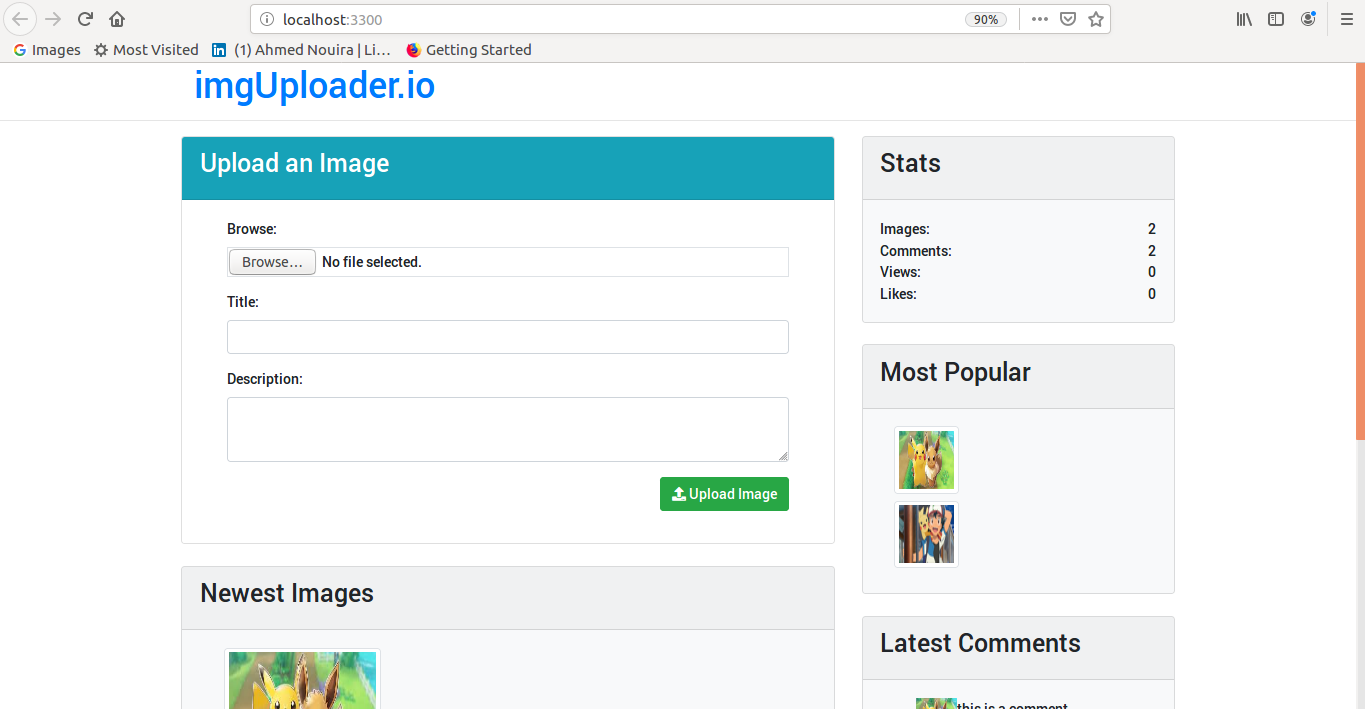 localhost:3300
90%
Images
Most Visited
(1) Ahmed Nouira | Li…
Getting Started
imgUploader.io
Upload an Image
Browse:
Browse…
No file selected.
Title:
Description:
Upload Image
Newest Images
Stats
Images: 2
Comments: 2
Views: 0
Likes: 0
Most Popular
Latest Comments
this is a comment